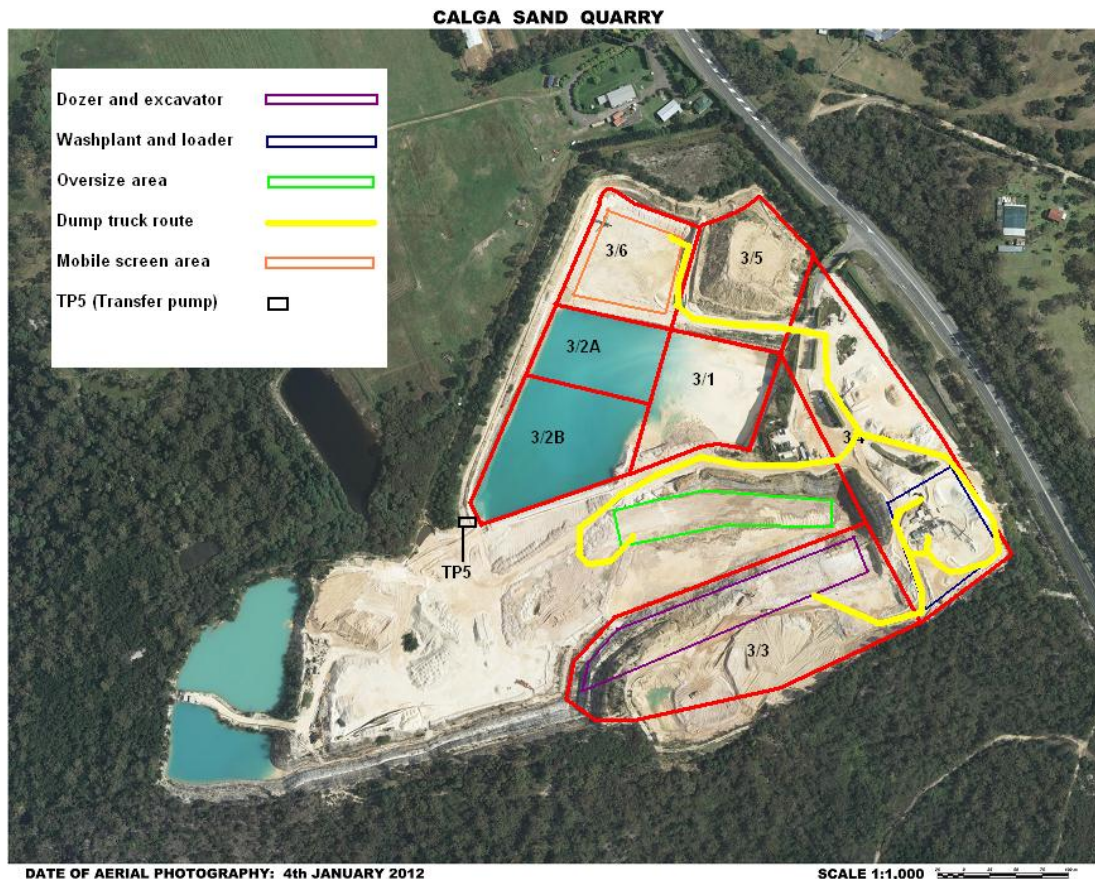 CALGA SAND QUARRY
Dozer and excavator
Washplant and loader
Oversize area
Dump truck route
Mobile screen area
TP5 (Transfer pump)
3/6
3/5
3/2A
3/1
3/2B
3/4
TP5
3/3
DATE OF AERIAL PHOTOGRAPHY: 4th JANUARY 2012
SCALE 1:1.000